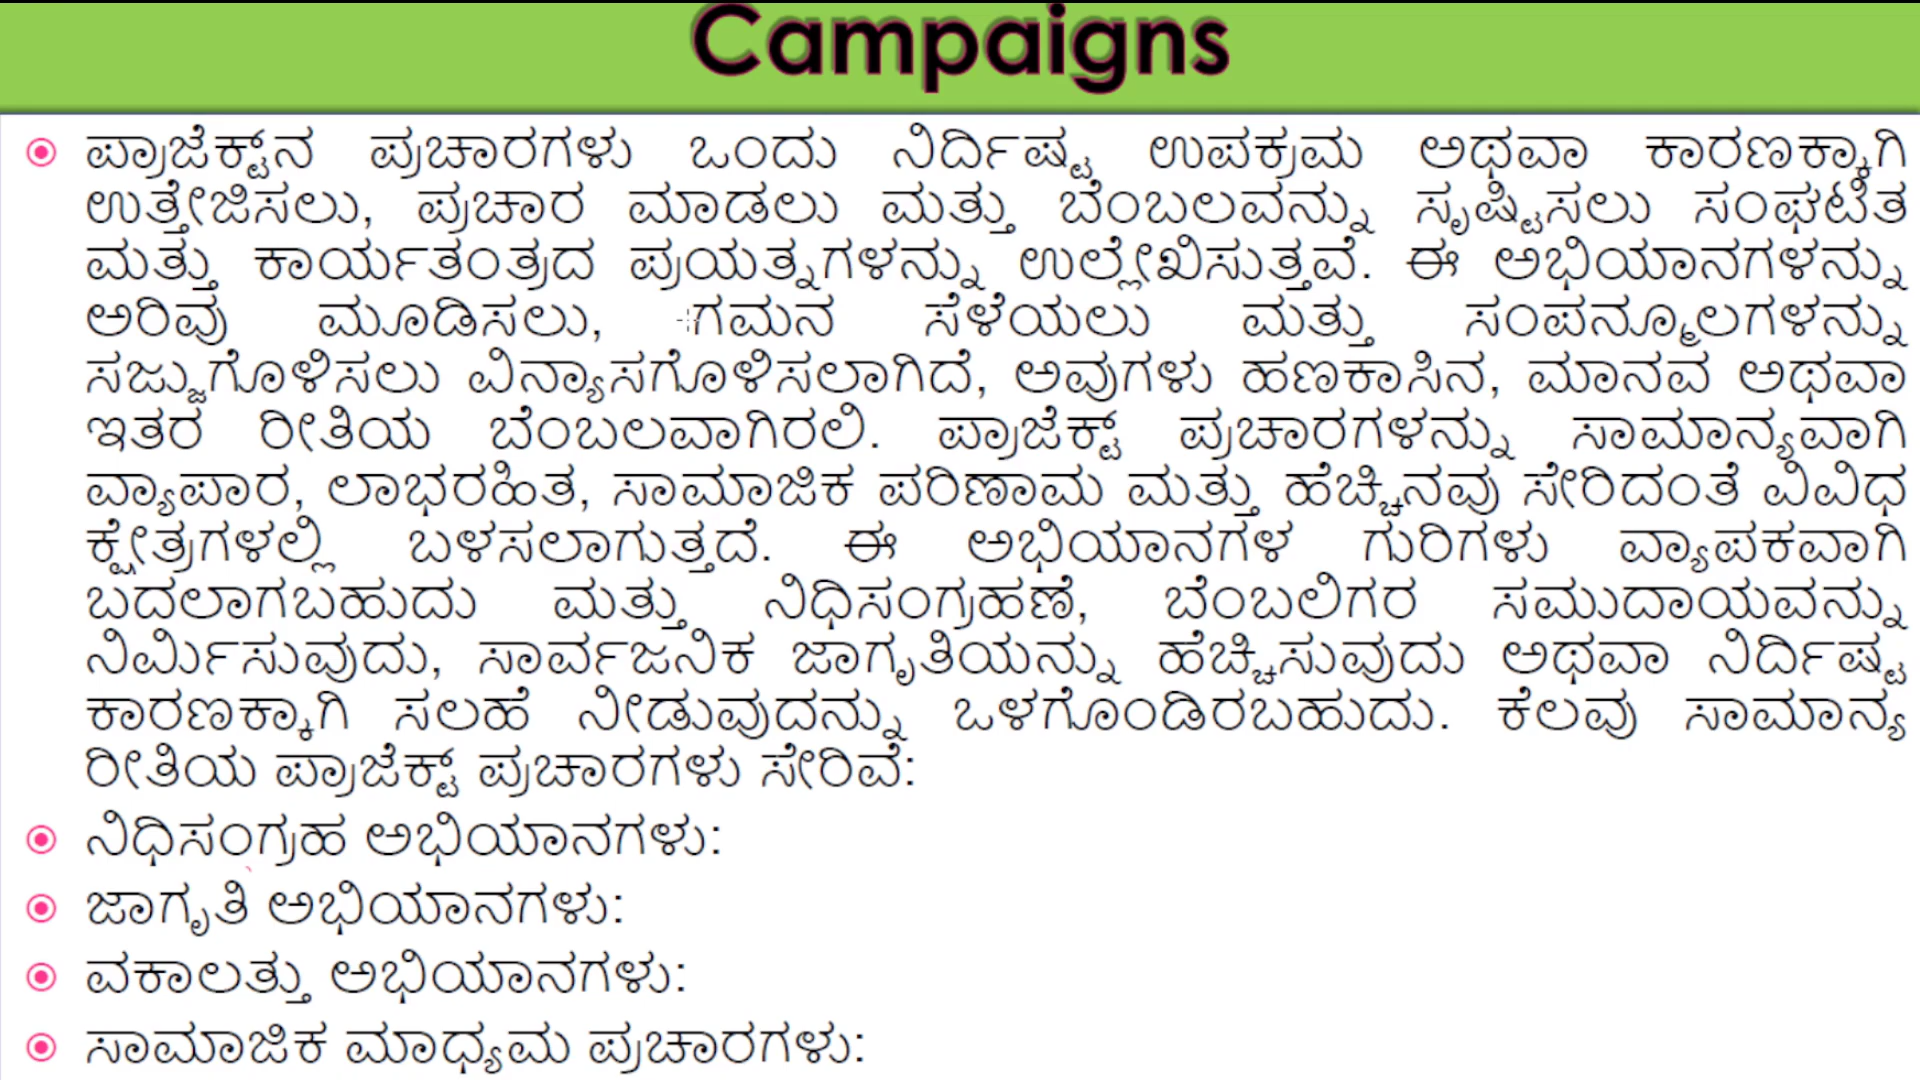 Campaigns
ಪ್ರಾಜೆಕ್ಟ್‌ನ ಪ್ರಚಾರಗಳು ಒಂದು ನಿರ್ದಿಷ್ಟ ಉಪಕ್ರಮ ಅಥವಾ ಕಾರಣಕ್ಕಾಗಿ
ಉತ್ತೇಜಿಸಲು, ಪ್ರಚಾರ ಮಾಡಲು ಮತ್ತು ಬೆಂಬಲವನ್ನು ಸೃಷ್ಟಿಸಲು ಸಂಘಟಿತ
ಮತ್ತು ಕಾರ್ಯತಂತ್ರದ ಪ್ರಯತ್ನಗಳನ್ನು ಉಲ್ಲೇಖಿಸುತ್ತವೆ. ಈ ಅಭಿಯಾನಗಳನ್ನು
ಅರಿವು ಮೂಡಿಸಲು, ಗಮನ ಸೆಳೆಯಲು ಮತ್ತು ಸಂಪನ್ಮೂಲಗಳನ್ನು
ಸಜ್ಜುಗೊಳಿಸಲು ವಿನ್ಯಾಸಗೊಳಿಸಲಾಗಿದೆ, ಅವುಗಳು ಹಣಕಾಸಿನ, ಮಾನವ ಅಥವಾ
ಇತರ ರೀತಿಯ ಬೆಂಬಲವಾಗಿರಲಿ. ಪ್ರಾಜೆಕ್ಟ್ ಪ್ರಚಾರಗಳನ್ನು ಸಾಮಾನ್ಯವಾಗಿ
ವ್ಯಾಪಾರ, ಲಾಭರಹಿತ, ಸಾಮಾಜಿಕ ಪರಿಣಾಮ ಮತ್ತು ಹೆಚ್ಚಿನವು ಸೇರಿದಂತೆ ವಿವಿಧ
ಕ್ಷೇತ್ರಗಳಲ್ಲಿ ಬಳಸಲಾಗುತ್ತದೆ. ಈ ಅಭಿಯಾನಗಳ ಗುರಿಗಳು ವ್ಯಾಪಕವಾಗಿ
ಬದಲಾಗಬಹುದು ಮತ್ತು ನಿಧಿಸಂಗ್ರಹಣೆ, ಬೆಂಬಲಿಗರ ಸಮುದಾಯವನ್ನು
ನಿರ್ಮಿಸುವುದು, ಸಾರ್ವಜನಿಕ ಜಾಗೃತಿಯನ್ನು ಹೆಚ್ಚಿಸುವುದು ಅಥವಾ ನಿರ್ದಿಷ್ಟ
ಕಾರಣಕ್ಕಾಗಿ ಸಲಹೆ ನೀಡುವುದನ್ನು ಒಳಗೊಂಡಿರಬಹುದು. ಕೆಲವು ಸಾಮಾನ್ಯ
ರೀತಿಯ ಪ್ರಾಜೆಕ್ಟ್ ಪ್ರಚಾರಗಳು ಸೇರಿವೆ:
ನಿಧಿಸಂಗ್ರಹ ಅಭಿಯಾನಗಳು:
ಜಾಗೃತಿ ಅಭಿಯಾನಗಳು:
ವಕಾಲತ್ತು ಅಭಿಯಾನಗಳು:
ಸಾಮಾಜಿಕ ಮಾಧ್ಯಮ ಪ್ರಚಾರಗಳು: